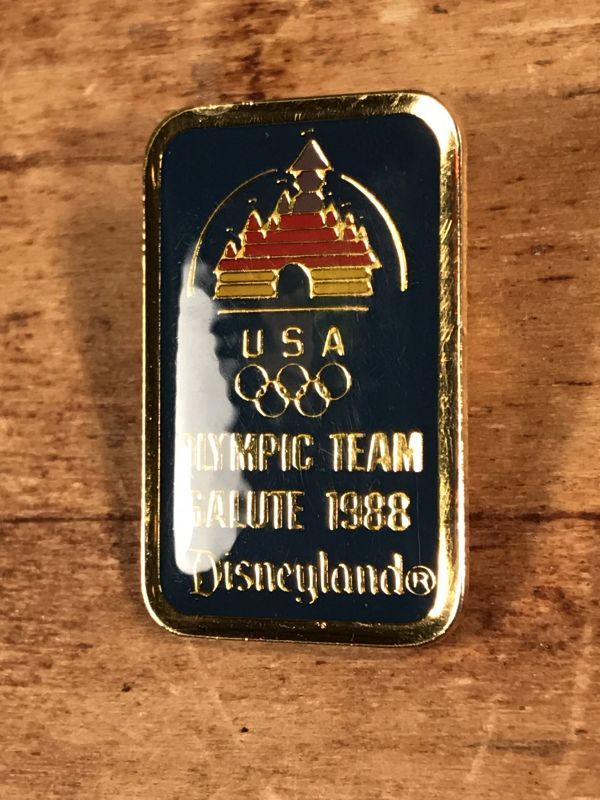 USA
OLYMPIC TEAM
SALUTE 1988
Disneyland®